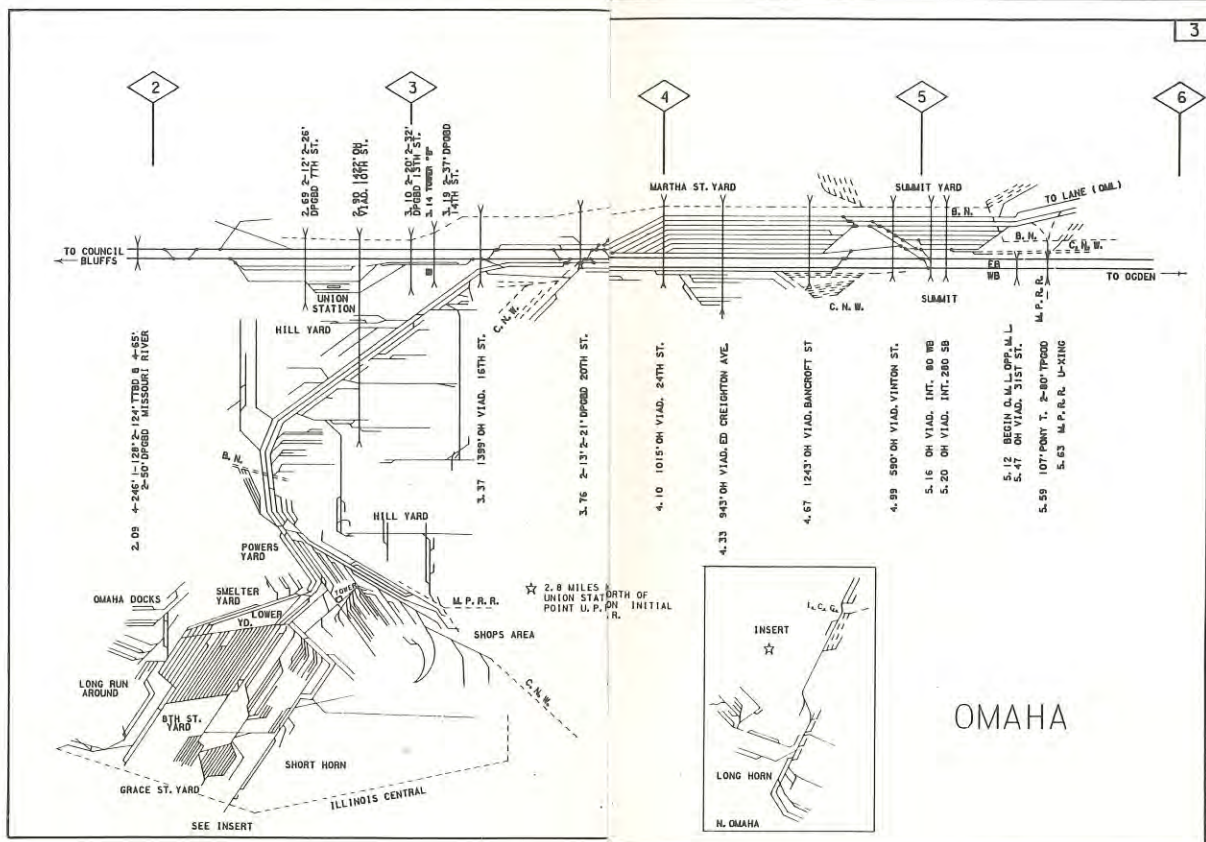 3
2
3
4
5
6
2.69 2-12'2-26'
DPGBD 7TH ST.
2.90 1422'OH
VIAD. 10TH ST.
3.10 2-20'2-32'
DPGBD 13TH ST.
3.14 TOWER "B"
3.19 2-37'DPGBD
14TH ST.
MARTHA ST. YARD
SUMMIT YARD
TO LANE (OML)
B. N.
B. N.
C. N. W.
TO COUNCIL
BLUFFS
EB
WB
TO OGDEN
UNION
STATION
HILL YARD
C. N. W.
C. N. W.
SUMMIT
M. P. R. R.
2.09 4-246'1-128'2-124'TTBD & 4-65'
2-50'DPGBD MISSOURI RIVER
3.37 1399'OH VIAD. 16TH ST.
3.76 2-13'2-21'DPGBD 20TH ST.
4.10 1015'OH VIAD. 24TH ST.
4.33 943'OH VIAD. ED CREIGHTON AVE.
4.67 1243'OH VIAD. BANCROFT ST
4.99 590'OH VIAD. VINTON ST.
5.16 OH VIAD. INT. 80 WB
5.20 OH VIAD. INT. 280 SB
5.12 BEGIN O. M. L. OPP. M. L.
5.47 OH VIAD. 31ST ST.
5.59 107'PONY T. 2-80'TPGOD
5.63 M. P. R. R. U-XING
B. N.
HILL YARD
POWERS
YARD
SMELTER
YARD
TOWER
OMAHA DOCKS
LOWER
YD.
M. P. R. R.
☆ 2.8 MILES NORTH OF
UNION STATION INITIAL
POINT U. P. R.
SHOPS AREA
LONG RUN
AROUND
8TH ST.
YARD
C. N. W.
SHORT HORN
GRACE ST. YARD
ILLINOIS CENTRAL
SEE INSERT
I. C. G.
INSERT
☆
LONG HORN
N. OMAHA
OMAHA